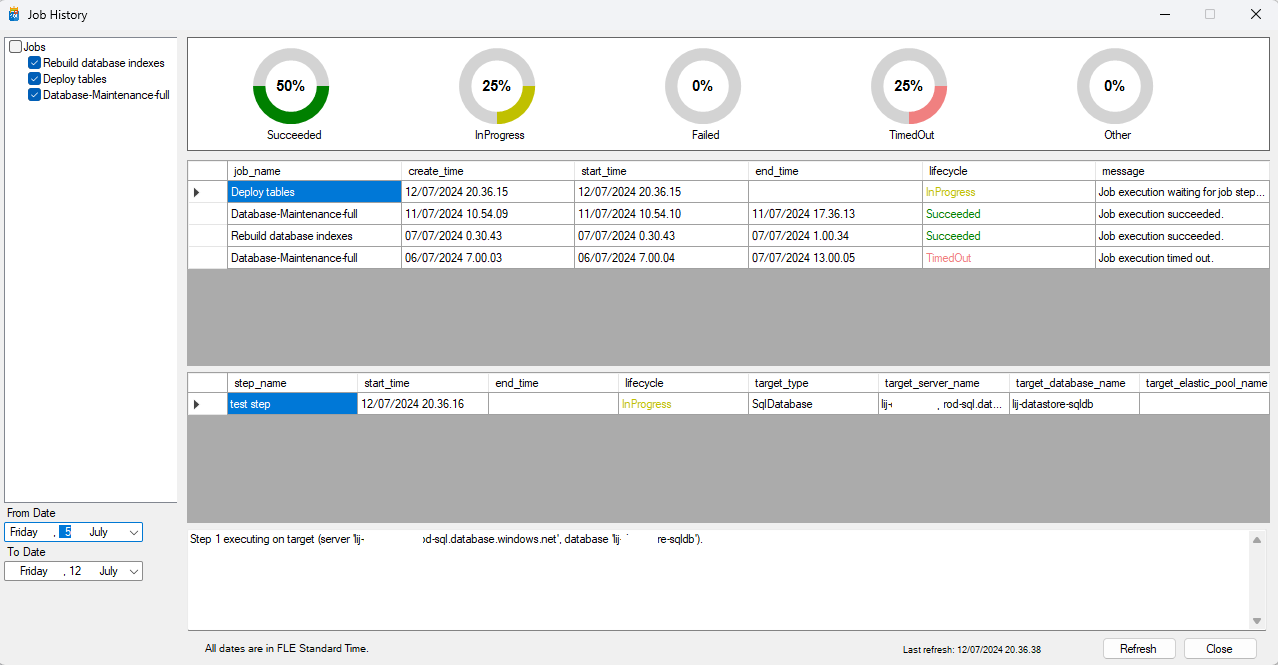 Job History
Jobs
Rebuild database indexes
Deploy tables
Database-Maintenance-full
50%
25%
0%
25%
0%
Succeeded
InProgress
Failed
TimedOut
Other
job_name create_time start_time end_time lifecycle message
Deploy tables 12/07/2024 20.36.15 12/07/2024 20.36.15 InProgress Job execution waiting for job step...
Database-Maintenance-full 11/07/2024 10.54.09 11/07/2024 10.54.10 11/07/2024 17.36.13 Succeeded Job execution succeeded.
Rebuild database indexes 07/07/2024 0.30.43 07/07/2024 0.30.43 07/07/2024 1.00.34 Succeeded Job execution succeeded.
Database-Maintenance-full 06/07/2024 7.00.03 06/07/2024 7.00.04 07/07/2024 13.00.05 TimedOut Job execution timed out.
step_name start_time end_time lifecycle target_type target_server_name target_database_name target_elastic_pool_name
test step 12/07/2024 20.36.16 InProgress SqlDatabase lij- rod-sql.dat... lij-datastore-sqldb
From Date
Friday , 5 July
To Date
Friday , 12 July
Step 1 executing on target (server 'lij- od-sql.database.windows.net', database 'lij- re-sqldb').
All dates are in FLE Standard Time.
Last refresh: 12/07/2024 20.36.38
Refresh
Close